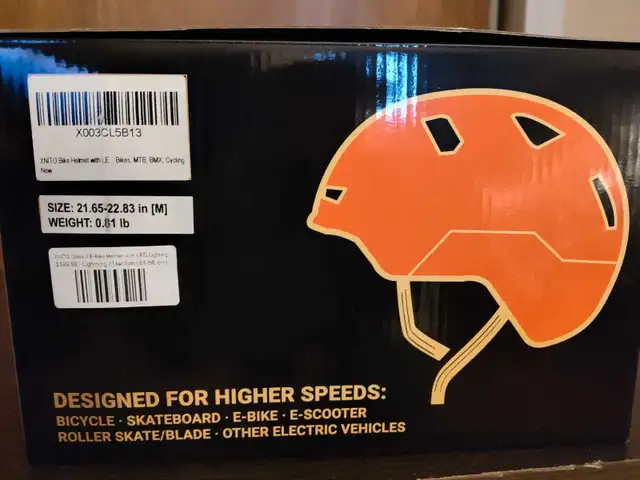 X003CL5B13
XNITO Bike Helmet with LE... Bikes, MTB, BMX, Cycling
New
SIZE: 21.65-22.83 in [M]
WEIGHT: 0.81 lb
DESIGNED FOR HIGHER SPEEDS:
BICYCLE · SKATEBOARD · E-BIKE · E-SCOOTER
ROLLER SKATE/BLADE · OTHER ELECTRIC VEHICLES